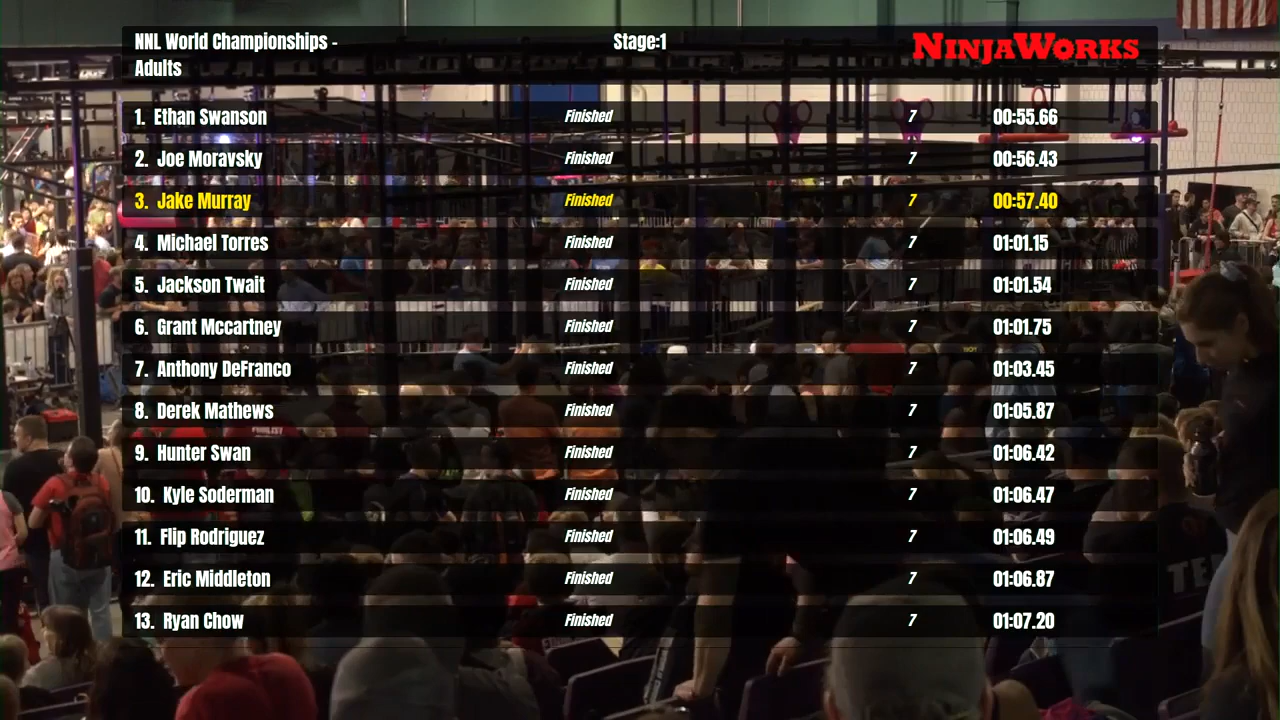 NNL World Championships - Stage:1 NINJAWORKS
Adults
1. Ethan Swanson Finished 7 00:55.66
2. Joe Moravsky Finished 7 00:56.43
3. Jake Murray Finished 7 00:57.40
4. Michael Torres Finished 7 01:01.15
5. Jackson Twait Finished 7 01:01.54
6. Grant Mccartney Finished 7 01:01.75
7. Anthony DeFranco Finished 7 01:03.45
8. Derek Mathews Finished 7 01:05.87
9. Hunter Swan Finished 7 01:06.42
10. Kyle Soderman Finished 7 01:06.47
11. Flip Rodriguez Finished 7 01:06.49
12. Eric Middleton Finished 7 01:06.87
13. Ryan Chow Finished 7 01:07.20